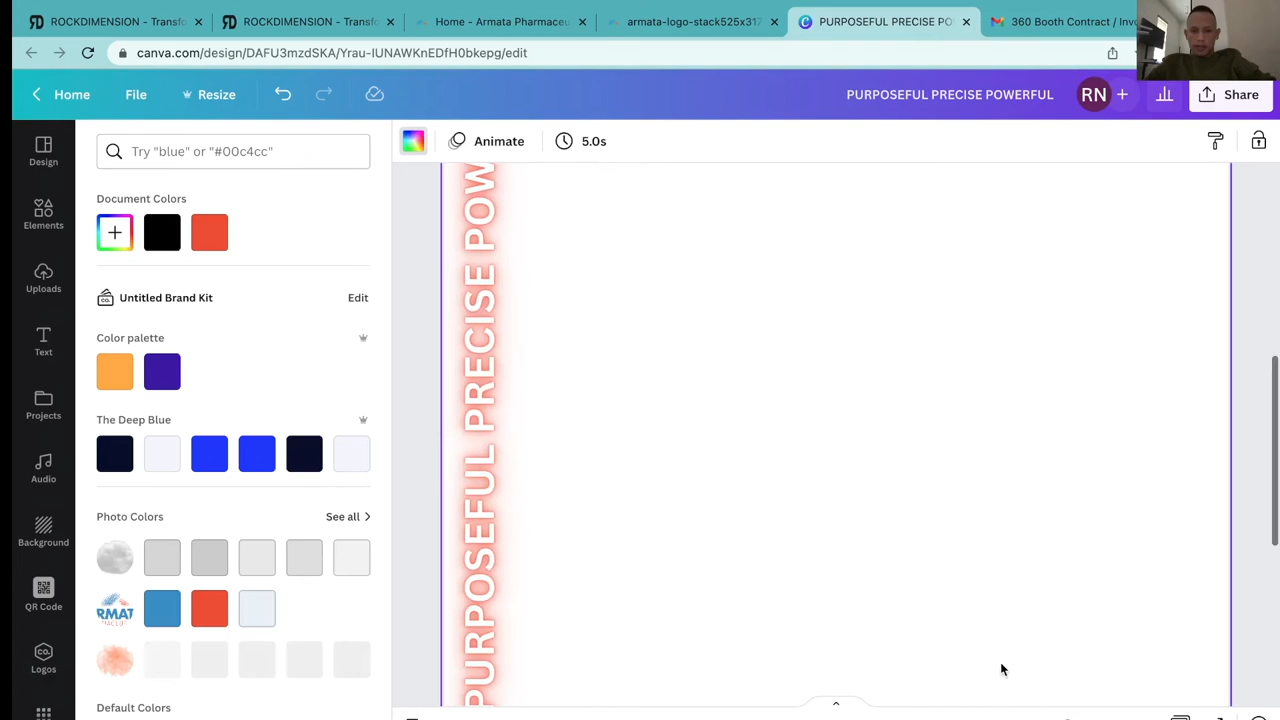 ROCKDIMENSION - Transfo
ROCKDIMENSION - Transfo
Home - Armata Pharmaceu
armata-logo-stack525x317
PURPOSEFUL PRECISE PO
360 Booth Contract / Inv
canva.com/design/DAFU3mzdSKA/Yrau-IUNAWKnEDfH0bkepg/edit
Home
File
Resize
PURPOSEFUL PRECISE POWERFUL
RN
Share
Animate
5.0s
Design
Elements
Uploads
Text
Projects
Audio
Background
QR Code
Logos
Try "blue" or "#00c4cc"
Document Colors
Untitled Brand Kit
Edit
Color palette
The Deep Blue
Photo Colors
See all
RMAT
Default Colors
PURPOSEFUL PRECISE POW
CO.
CO.